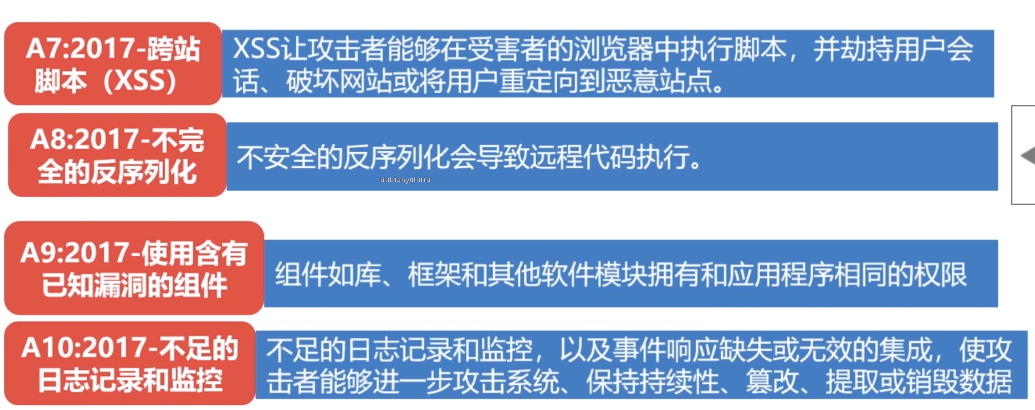 A7:2017-跨站
脚本（XSS）
XSS让攻击者能够在受害者的浏览器中执行脚本，并劫持用户会
话、破坏网站或将用户重定向到恶意站点。
A8:2017-不完
全的反序列化
不安全的反序列化会导致远程代码执行。
A9:2017-使用含有
已知漏洞的组件
组件如库、框架和其他软件模块拥有和应用程序相同的权限
A10:2017-不足的
日志记录和监控
不足的日志记录和监控，以及事件响应缺失或无效的集成，使攻
击者能够进一步攻击系统、保持持续性、篡改、提取或销毁数据